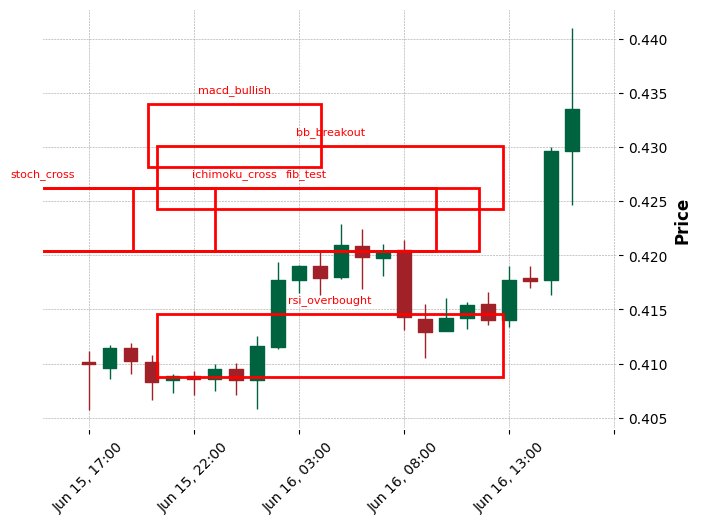 0.440
0.435
macd_bullish
0.430
bb_breakout
stoch_cross
ichimoku_cross
fib_test
0.425
0.420
Price
0.415
rsi_overbought
0.410
0.405
Jun 15, 17:00
Jun 15, 22:00
Jun 16, 03:00
Jun 16, 08:00
Jun 16, 13:00